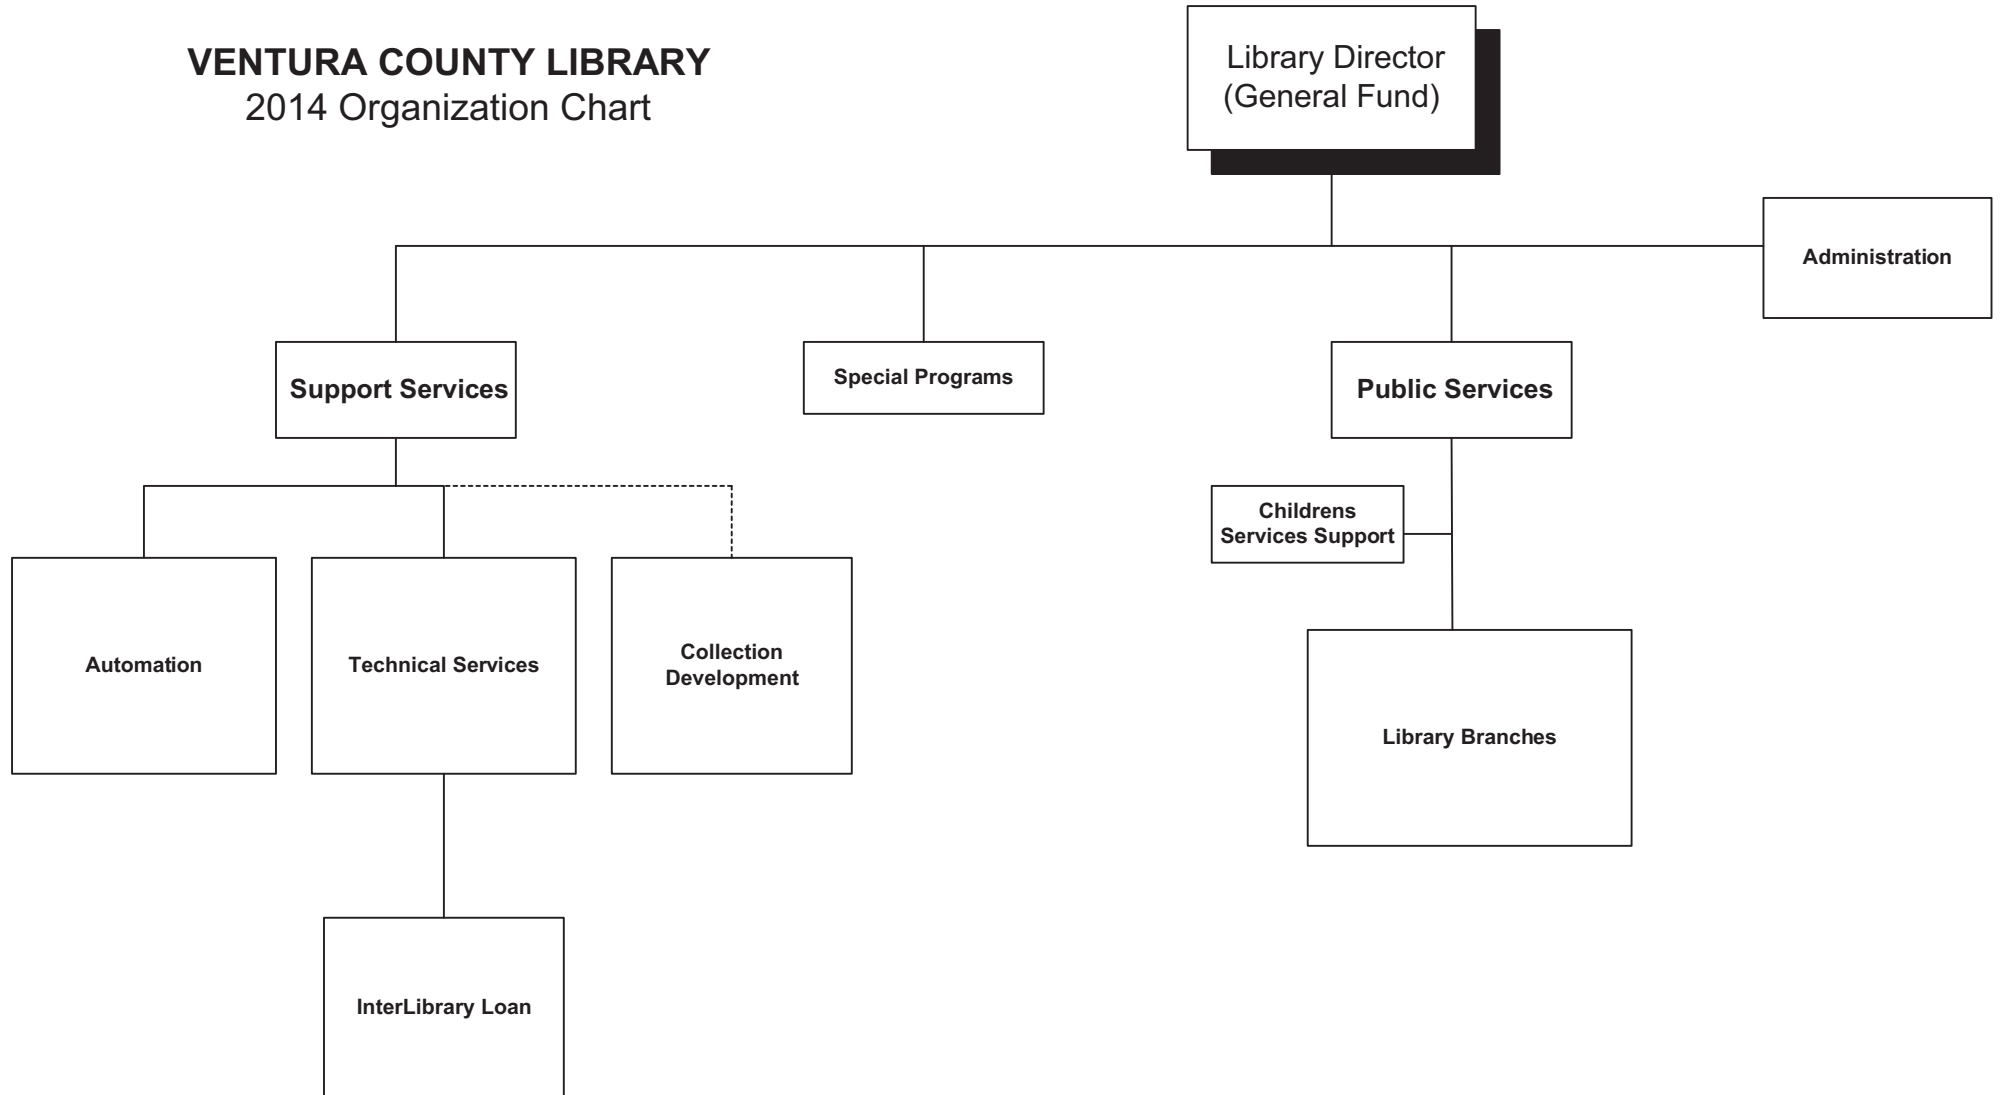 VENTURA COUNTY LIBRARY
2014 Organization Chart
Library Director
(General Fund)
Administration
Support Services
Special Programs
Public Services
Childrens
Services Support
Automation
Technical Services
Collection
Development
Library Branches
InterLibrary Loan